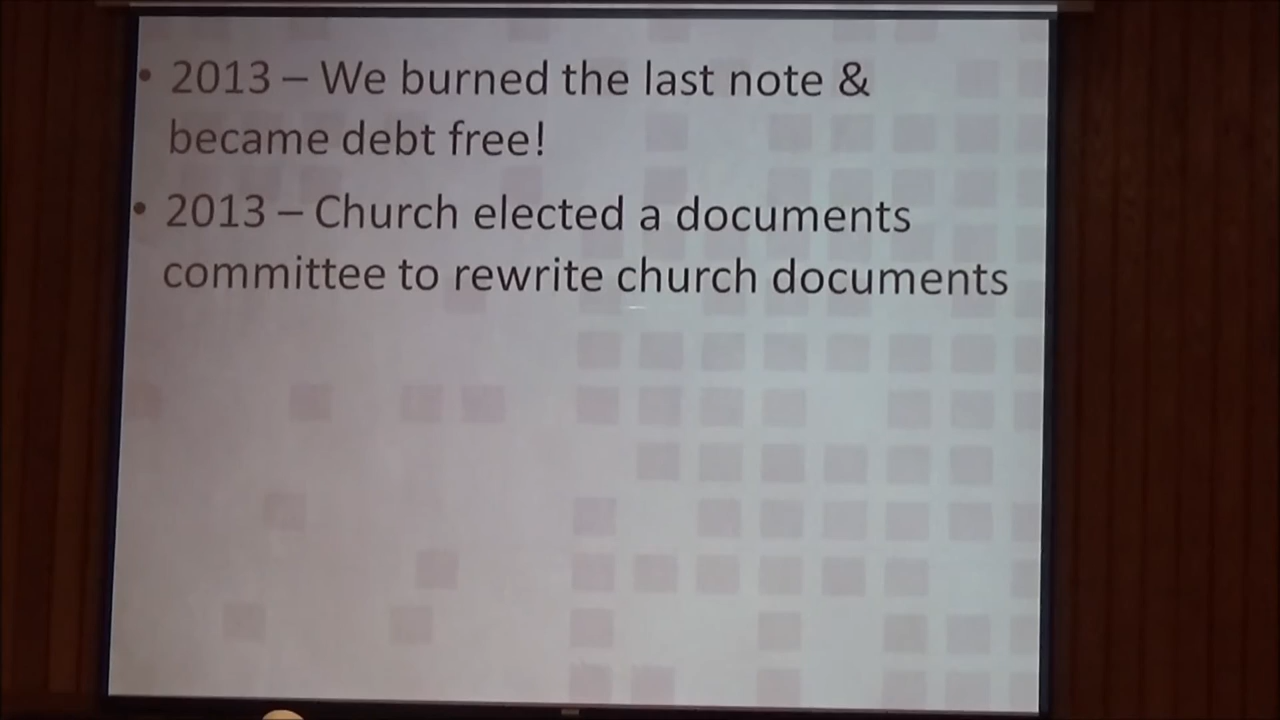 • 2013 – We burned the last note &
became debt free!
• 2013 – Church elected a documents
committee to rewrite church documents